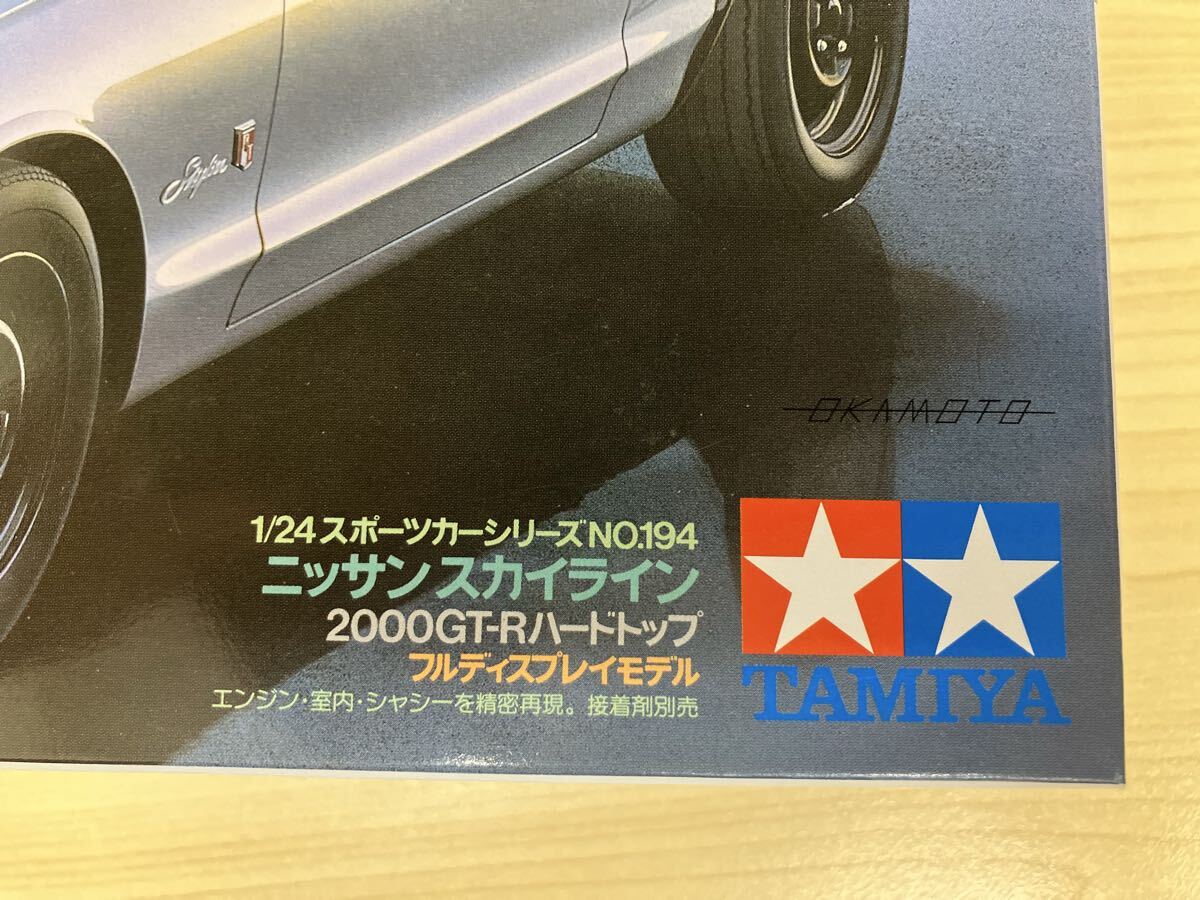 Skyline
GT
OKAMOTO
1/24スポーツカーシリーズNO.194
ニッサン スカイライン
2000GT-Rハードトップ
フルディスプレイモデル
エンジン・室内・シャシーを精密再現。接着剤別売
TAMIYA